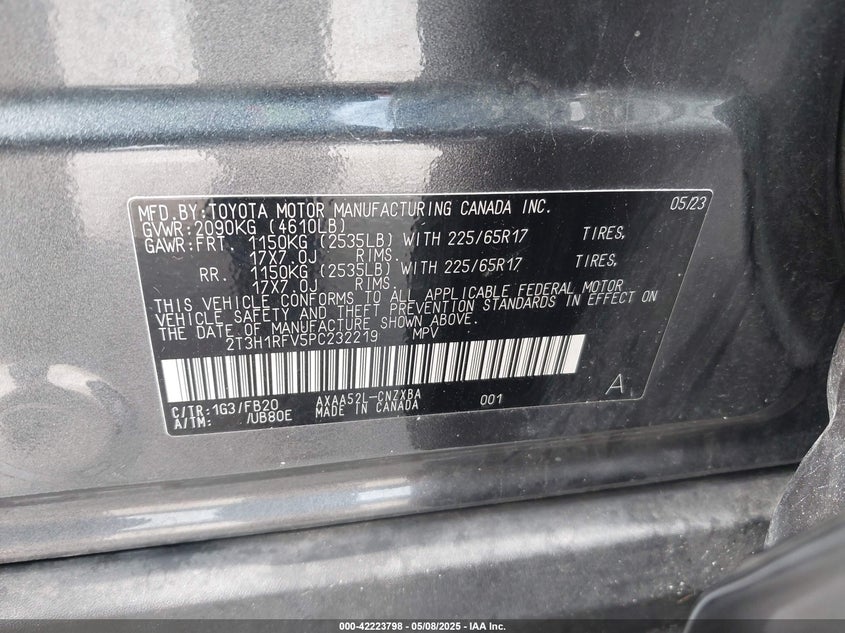 MFD.BY:TOYOTA MOTOR MANUFACTURING CANADA INC. 05/23
GVWR:2090KG (4610LB)
GAWR:FRT. 1150KG (2535LB) WITH 225/65R17 TIRES,
17X7.0J RIMS.
RR. 1150KG (2535LB) WITH 225/65R17 TIRES,
17X7.0J RIMS.
THIS VEHICLE CONFORMS TO ALL APPLICABLE FEDERAL MOTOR
VEHICLE SAFETY AND THEFT PREVENTION STANDARDS IN EFFECT ON
THE DATE OF MANUFACTURE SHOWN ABOVE.
2T3H1RFV5PC232219 MPV
C/TR:1G3/FB20 AXAA52L-CNZXBA 001 A
A/TM: /UB80E MADE IN CANADA
000-42223798 - 05/08/2025 - IAA Inc.